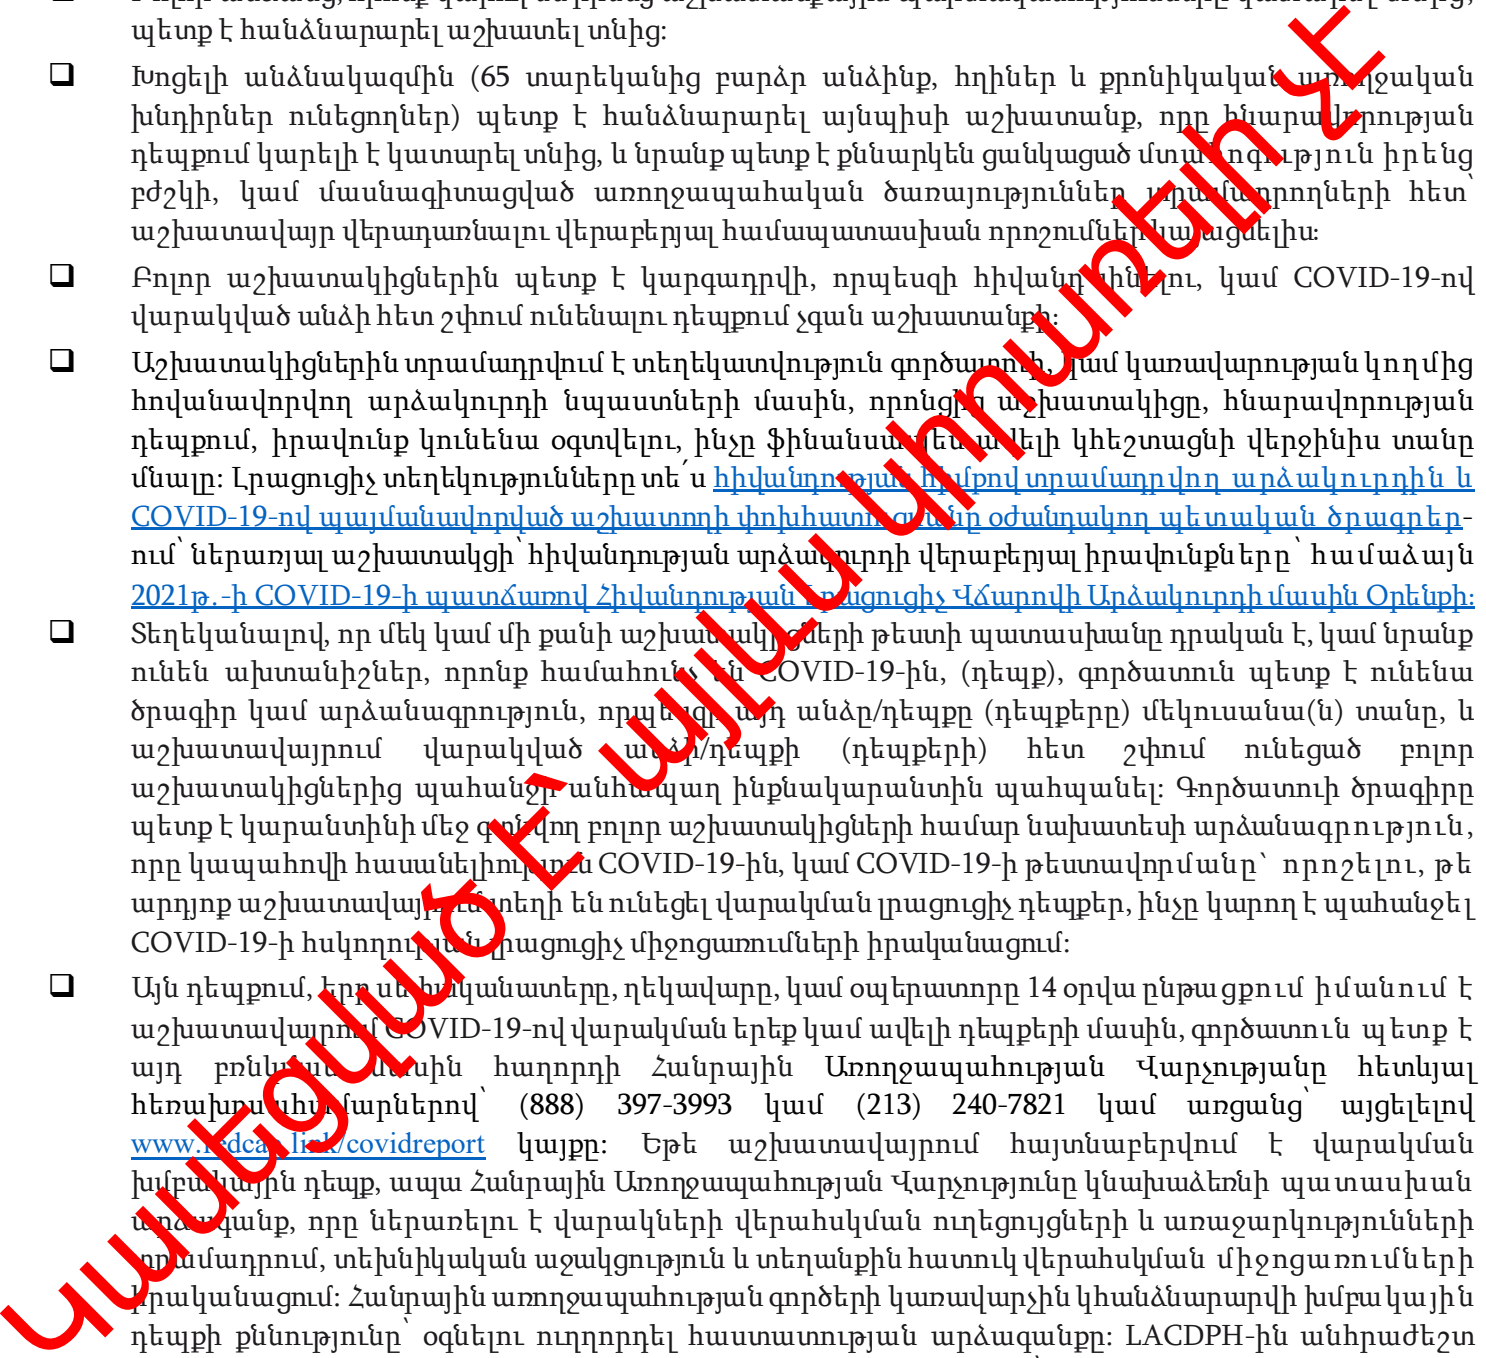 պետք է հանձնարարել աշխատել տնից:
❑ Խոցելի անձնակազմին (65 տարեկանից բարձր անձինք, հղիներ և քրոնիկական առողջական
խնդիրներ ունեցողներ) պետք է հանձնարարել այնպիսի աշխատանք, որը հնարավորության
դեպքում կարելի է կատարել տնից, և նրանք պետք է քննարկեն ցանկացած մտահոգություն իրենց
բժշկի, կամ մասնագիտացված առողջապահական ծառայություններ տրամադրողների հետ՝
աշխատավայր վերադառնալու վերաբերյալ համապատասխան որոշումներ կայացնելիս:
❑ Բոլոր աշխատակիցներին պետք է կարգադրվի, որպեսզի հիվանդ լինելու, կամ COVID-19-ով
վարակված անձի հետ շփում ունենալու դեպքում չգան աշխատանքի:
❑ Աշխատակիցներին տրամադրվում է տեղեկատվություն գործատուի, կամ կառավարության կողմից
հովանավորվող արձակուրդի նպաստների մասին, որոնցից աշխատակիցը, հնարավորության
դեպքում, իրավունք կունենա օգտվելու, ինչը ֆինանսապես ավելի կհեշտացնի վերջինիս տանը
մնալը: Լրացուցիչ տեղեկությունները տե՛ս հիվանդության հիմքով տրամադրվող արձակուրդին և
COVID-19-ով պայմանավորված աշխատողի փոխհատուցմանը օժանդակող պետական ծրագրեր-
ում՝ ներառյալ աշխատակցի՝ հիվանդության արձակուրդի վերաբերյալ իրավունքները՝ համաձայն
2021թ.-ի COVID-19-ի պատճառով Հիվանդության Լրացուցիչ Վճարովի Արձակուրդի մասին Օրենքի:
❑ Տեղեկանալով, որ մեկ կամ մի քանի աշխատակիցների թեստի պատասխանը դրական է, կամ նրանք
ունեն ախտանիշներ, որոնք համահունչ են COVID-19-ին, (դեպք), գործատուն պետք է ունենա
ծրագիր կամ արձանագրություն, որպեսզի այդ անձը/դեպքը (դեպքերը) մեկուսանա(ն) տանը, և
աշխատավայրում վարակված անձի/դեպքի (դեպքերի) հետ շփում ունեցած բոլոր
աշխատակիցներից պահանջի անհապաղ ինքնակարանտին պահպանել: Գործատուի ծրագիրը
պետք է կարանտինի մեջ գտնվող բոլոր աշխատակիցների համար նախատեսի արձանագրություն,
որը կապահովի հասանելիություն COVID-19-ին, կամ COVID-19-ի թեստավորմանը՝ որոշելու, թե
արդյոք աշխատավայրում տեղի են ունեցել վարակման լրացուցիչ դեպքեր, ինչը կարող է պահանջել
COVID-19-ի հսկողության լրացուցիչ միջոցառումների իրականացում:
❑ Այն դեպքում, երբ սեփականատերը, ղեկավարը, կամ օպերատորը 14 օրվա ընթացքում իմանում է
աշխատավայրում COVID-19-ով վարակման երեք կամ ավելի դեպքերի մասին, գործատուն պետք է
այդ բռնկման մասին հաղորդի Հանրային Առողջապահության Վարչությանը հետևյալ
հեռախոսահամարներով՝ (888) 397-3993 կամ (213) 240-7821 կամ առցանց՝ այցելելով
www.redcap.link/covidreport կայքը: Եթե աշխատավայրում հայտնաբերվում է վարակման
խմբակային դեպք, ապա Հանրային Առողջապահության Վարչությունը կնախաձեռնի պատասխան
արձագանք, որը ներառելու է վարակների վերահսկման ուղեցույցների և առաջարկությունների
տրամադրում, տեխնիկական աջակցություն և տեղանքին հատուկ վերահսկման միջոցառումների
իրականացում: Հանրային առողջապահության գործերի կառավարչին կհանձնարարվի խմբակային
դեպքի քննությունը՝ օգնելու ուղղորդել հաստատության արձագանքը: LACDPH-ին անհրաժեշտ
Կասեցված է՝ այլևս կիրառելի չէ